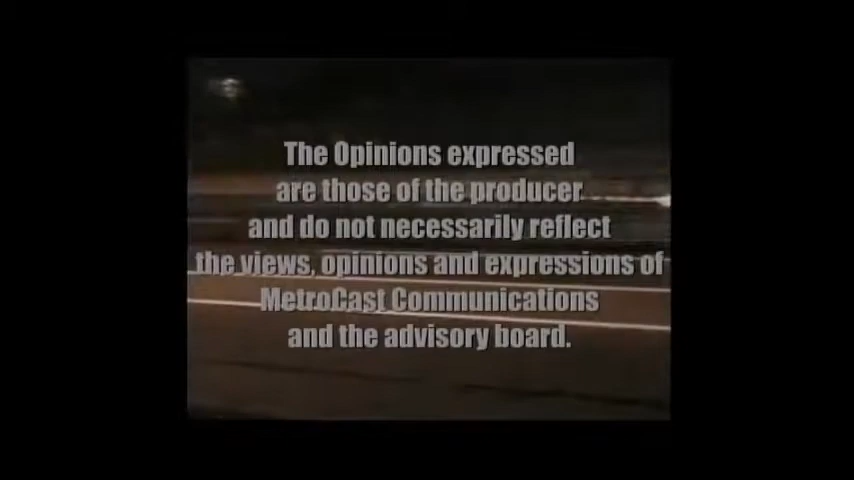 The Opinions expressed
are those of the producer
and do not necessarily reflect
the views, opinions and expressions of
MetroCast Communications
and the advisory board.